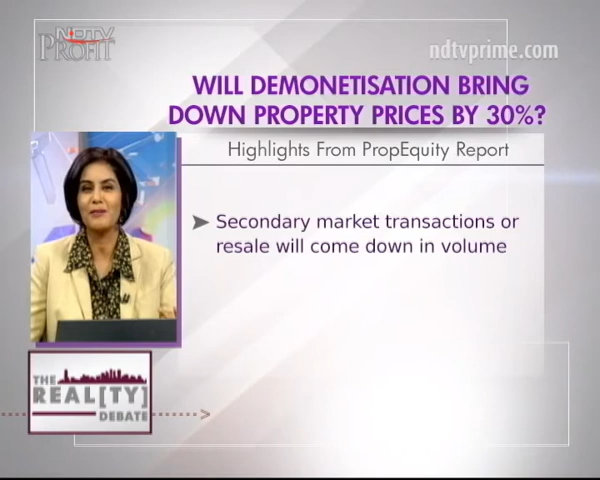 NDTV
PROFIT
ndtvprime.com
WILL DEMONETISATION BRING
DOWN PROPERTY PRICES BY 30%?
Highlights From PropEquity Report
Secondary market transactions or
resale will come down in volume
THE
REAL[TY]
DEBATE